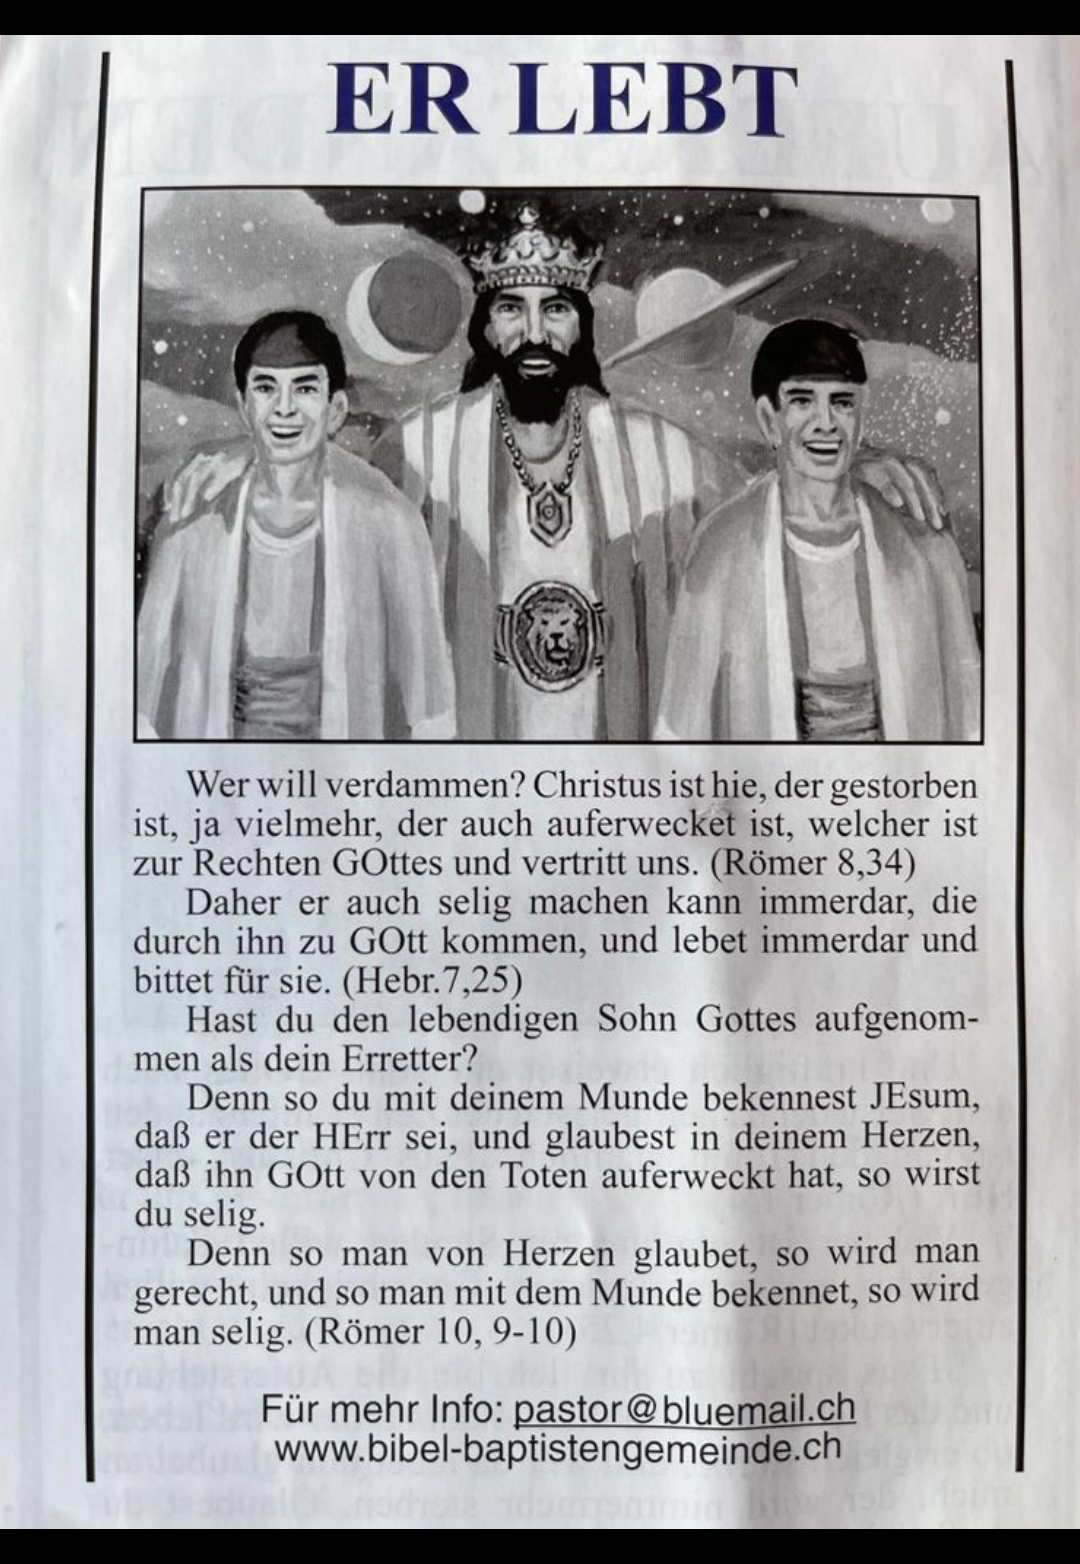 ER LEBT
Wer will verdammen? Christus ist hie, der gestorben
ist, ja vielmehr, der auch auferwecket ist, welcher ist
zur Rechten GOttes und vertritt uns. (Römer 8,34)
Daher er auch selig machen kann immerdar, die
durch ihn zu GOtt kommen, und lebet immerdar und
bittet für sie. (Hebr.7,25)
Hast du den lebendigen Sohn Gottes aufgenom-
men als dein Erretter?
Denn so du mit deinem Munde bekennest JEsum,
daß er der HErr sei, und glaubest in deinem Herzen,
daß ihn GOtt von den Toten auferweckt hat, so wirst
du selig.
Denn so man von Herzen glaubet, so wird man
gerecht, und so man mit dem Munde bekennet, so wird
man selig. (Römer 10, 9-10)
Für mehr Info: pastor@bluemail.ch
www.bibel-baptistengemeinde.ch